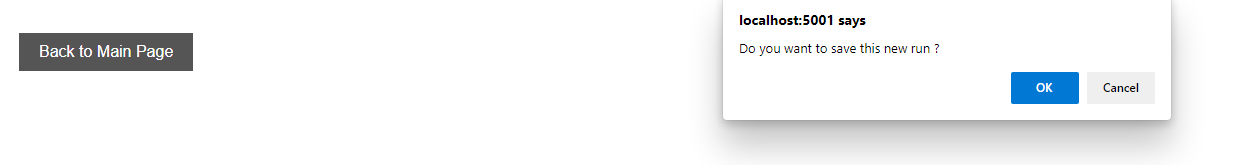 Back to Main Page
localhost:5001 says
Do you want to save this new run ?
OK
Cancel